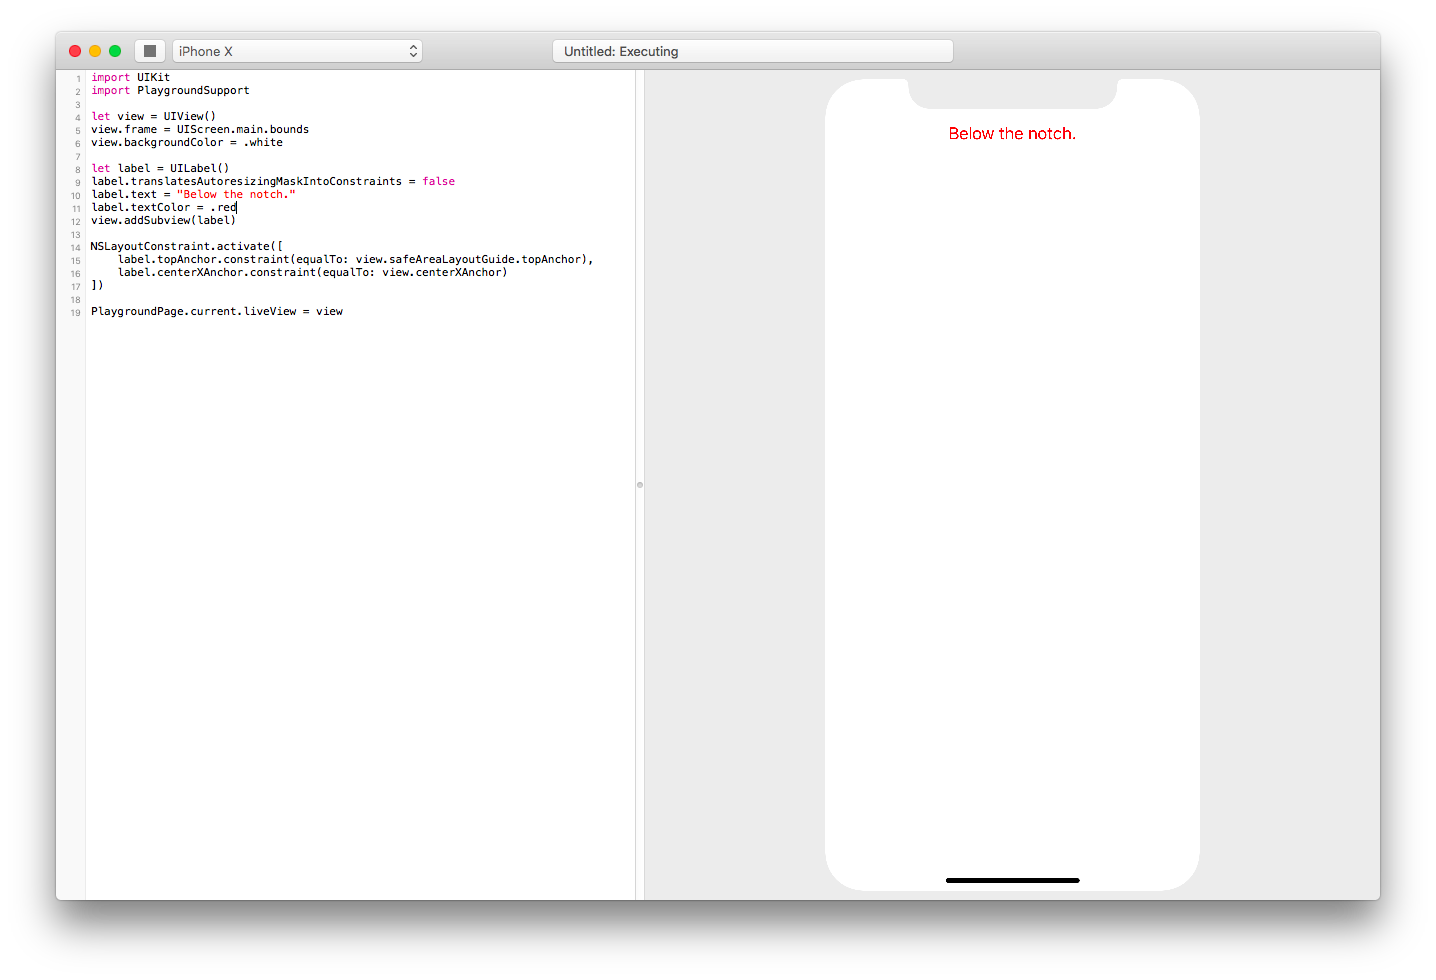 iPhone X
Untitled: Executing
1 import UIKit
2 import PlaygroundSupport
3
4 let view = UIView()
5 view.frame = UIScreen.main.bounds
6 view.backgroundColor = .white
7
8 let label = UILabel()
9 label.translatesAutoresizingMaskIntoConstraints = false
10 label.text = "Below the notch."
11 label.textColor = .red
12 view.addSubview(label)
13
14 NSLayoutConstraint.activate([
15     label.topAnchor.constraint(equalTo: view.safeAreaLayoutGuide.topAnchor),
16     label.centerXAnchor.constraint(equalTo: view.centerXAnchor)
17 ])
18
19 PlaygroundPage.current.liveView = view
Below the notch.